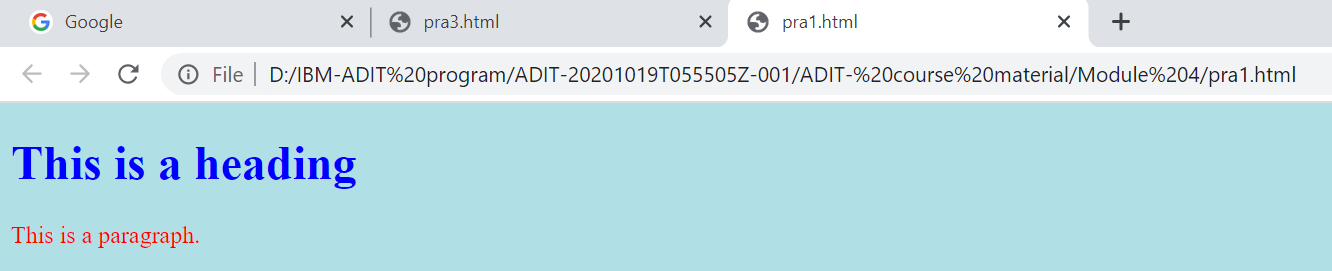 Google
pra3.html
pra1.html
File
D:/IBM-ADIT%20program/ADIT-20201019T055505Z-001/ADIT-%20course%20material/Module%204/pra1.html
This is a heading
This is a paragraph.